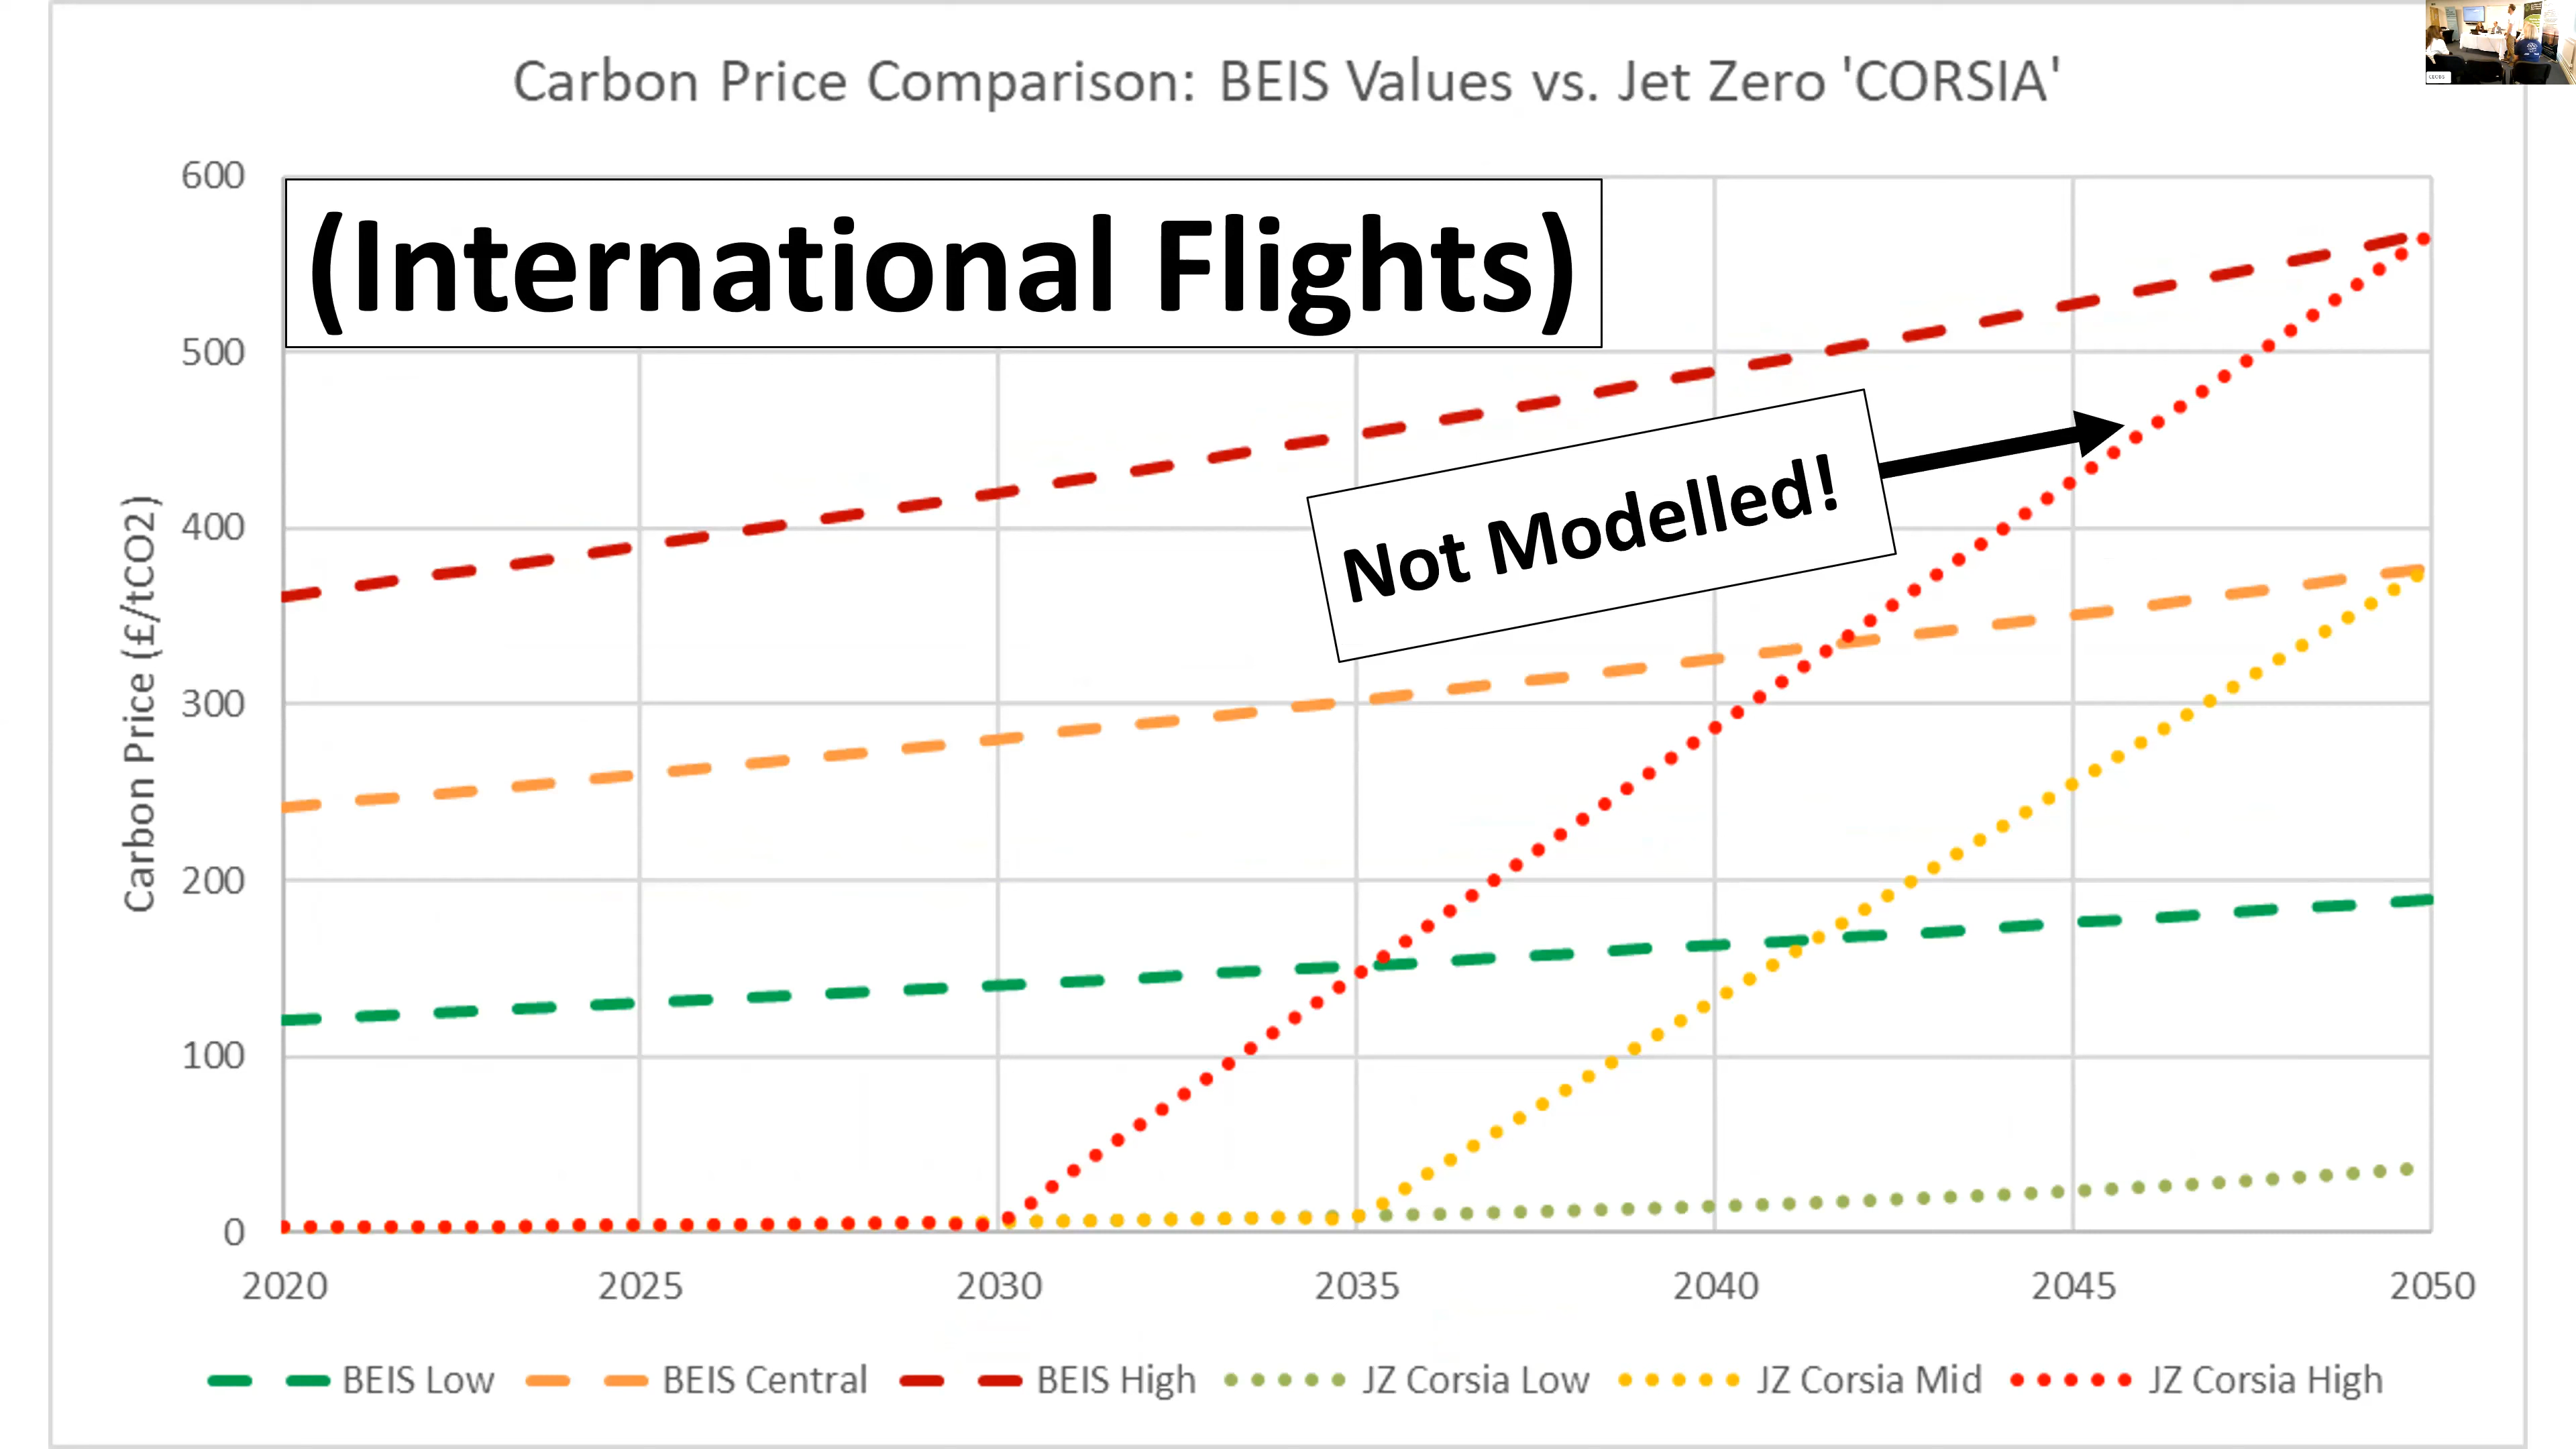 Carbon Price Comparison: BEIS Values vs. Jet Zero 'CORSIA'
(International Flights)
Not Modelled!
Carbon Price (£/tCO2)
600
500
400
300
200
100
0
2020 2025 2030 2035 2040 2045 2050
BEIS Low BEIS Central BEIS High JZ Corsia Low JZ Corsia Mid JZ Corsia High